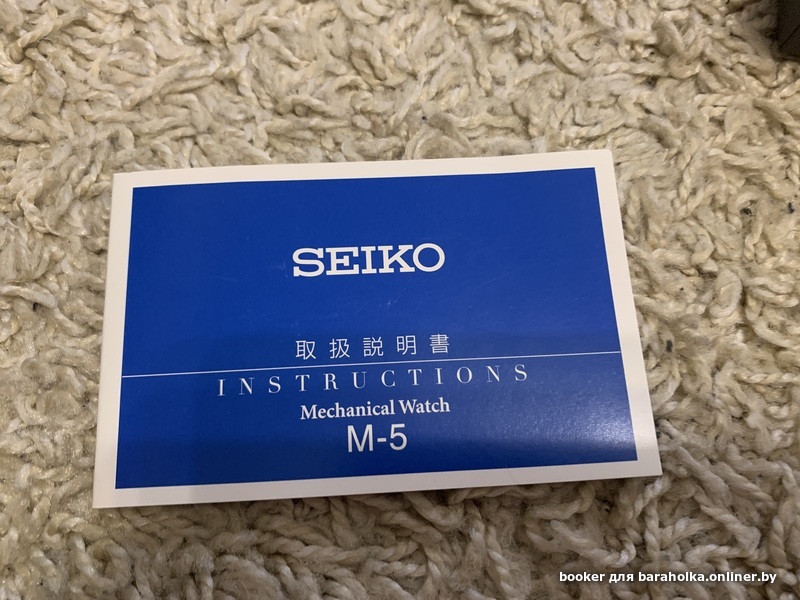 SEIKO
取扱説明書
INSTRUCTIONS
Mechanical Watch
M-5
booker для baraholka.onliner.by